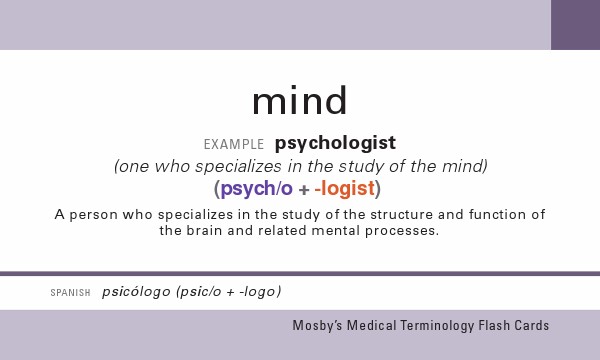 mind
EXAMPLE psychologist
(one who specializes in the study of the mind)
(psych/o + -logist)
A person who specializes in the study of the structure and function of
the brain and related mental processes.
SPANISH psicólogo (psic/o + -logo)
Mosby's Medical Terminology Flash Cards